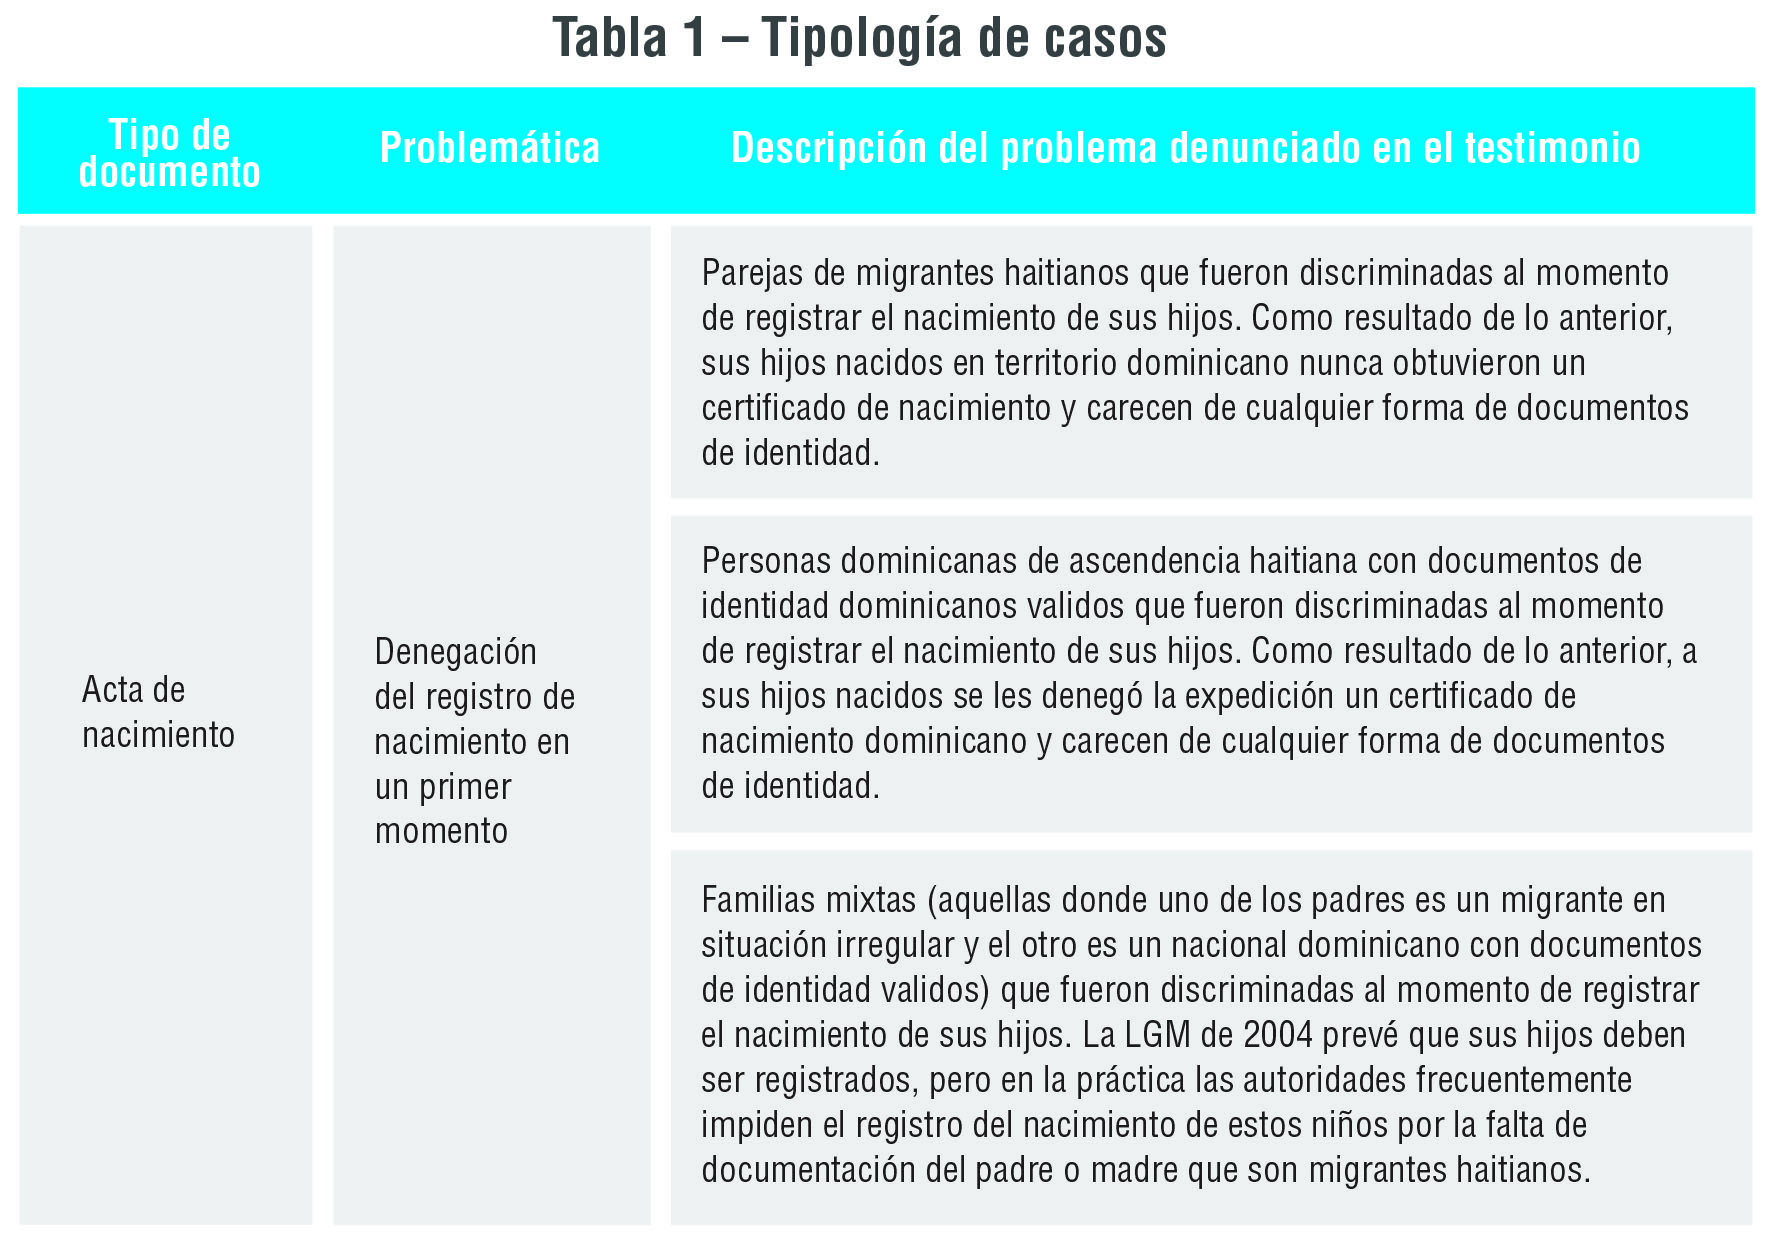 Tabla 1 – Tipología de casos
Tipo de
documento
Problemática
Descripción del problema denunciado en el testimonio
Acta de
nacimiento
Denegación
del registro de
nacimiento en
un primer
momento
Parejas de migrantes haitianos que fueron discriminadas al momento
de registrar el nacimiento de sus hijos. Como resultado de lo anterior,
sus hijos nacidos en territorio dominicano nunca obtuvieron un
certificado de nacimiento y carecen de cualquier forma de documentos
de identidad.
Personas dominicanas de ascendencia haitiana con documentos de
identidad dominicanos validos que fueron discriminadas al momento
de registrar el nacimiento de sus hijos. Como resultado de lo anterior, a
sus hijos nacidos se les denegó la expedición un certificado de
nacimiento dominicano y carecen de cualquier forma de documentos
de identidad.
Familias mixtas (aquellas donde uno de los padres es un migrante en
situación irregular y el otro es un nacional dominicano con documentos
de identidad validos) que fueron discriminadas al momento de registrar
el nacimiento de sus hijos. La LGM de 2004 prevé que sus hijos deben
ser registrados, pero en la práctica las autoridades frecuentemente
impiden el registro del nacimiento de estos niños por la falta de
documentación del padre o madre que son migrantes haitianos.